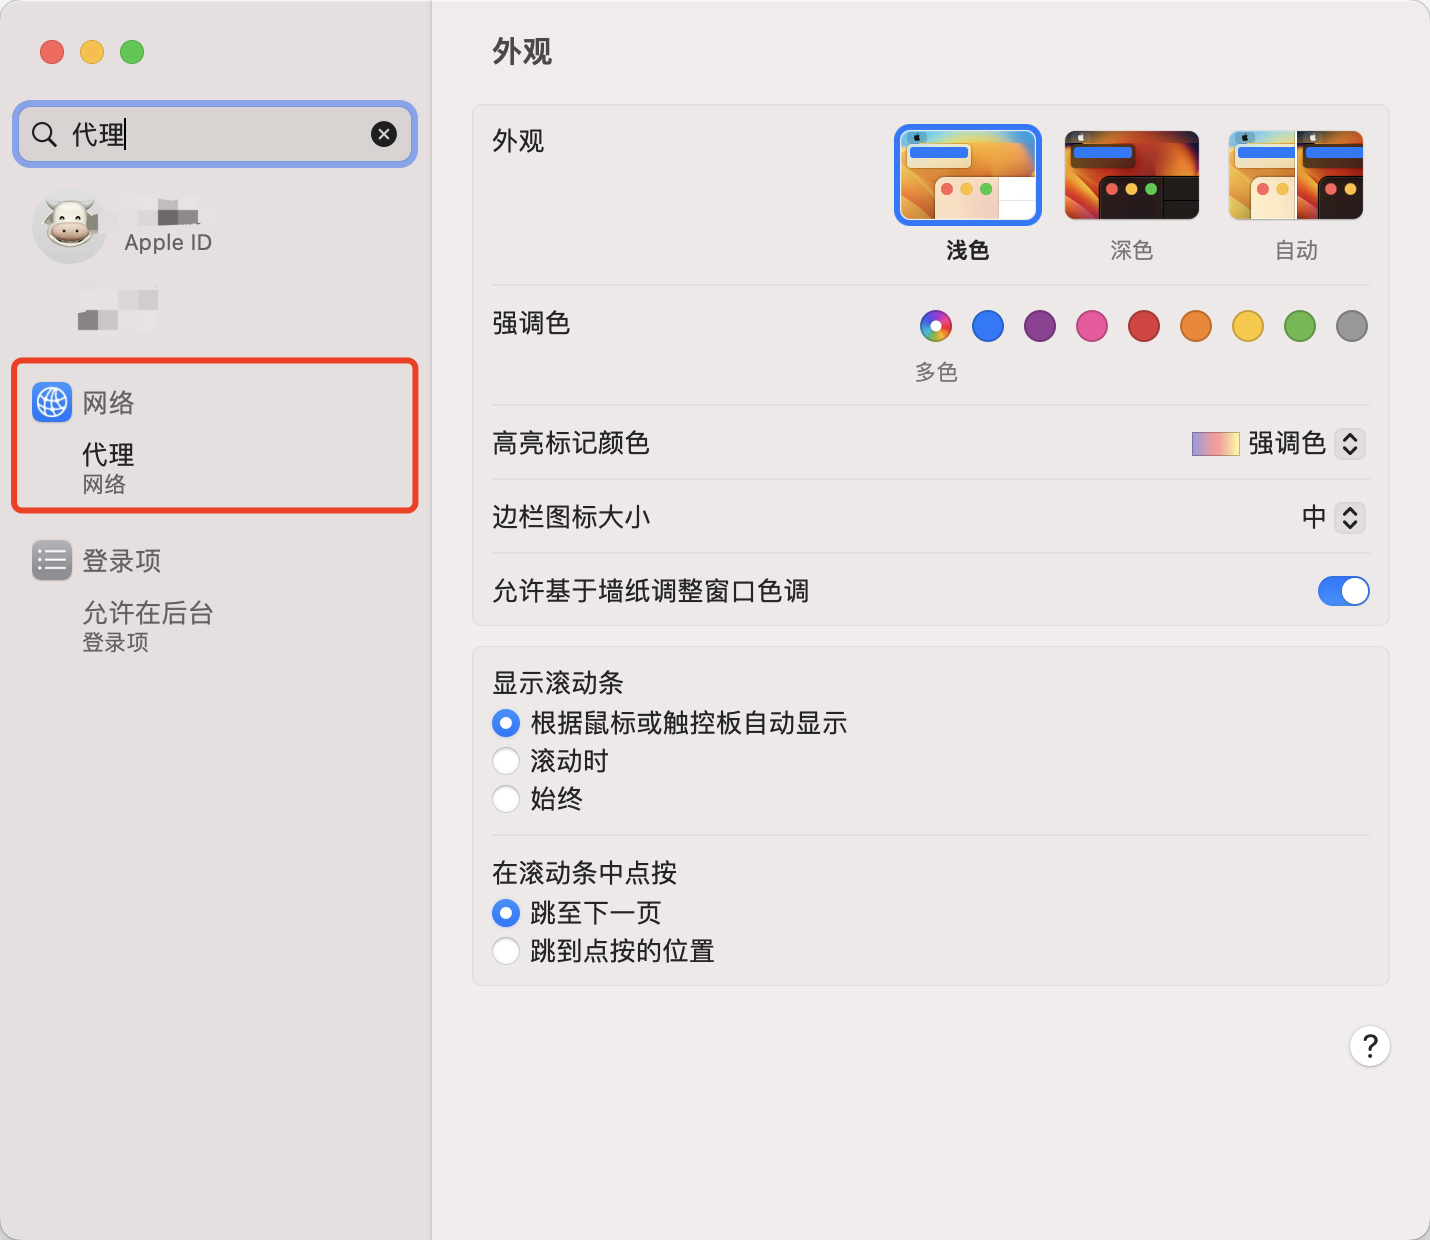 代理
Apple ID
网络
代理
网络
登录项
允许在后台
登录项
外观
外观
浅色
深色
自动
强调色
多色
高亮标记颜色
强调色
边栏图标大小
中
允许基于墙纸调整窗口色调
显示滚动条
根据鼠标或触控板自动显示
滚动时
始终
在滚动条中点按
跳至下一页
跳到点按的位置
?